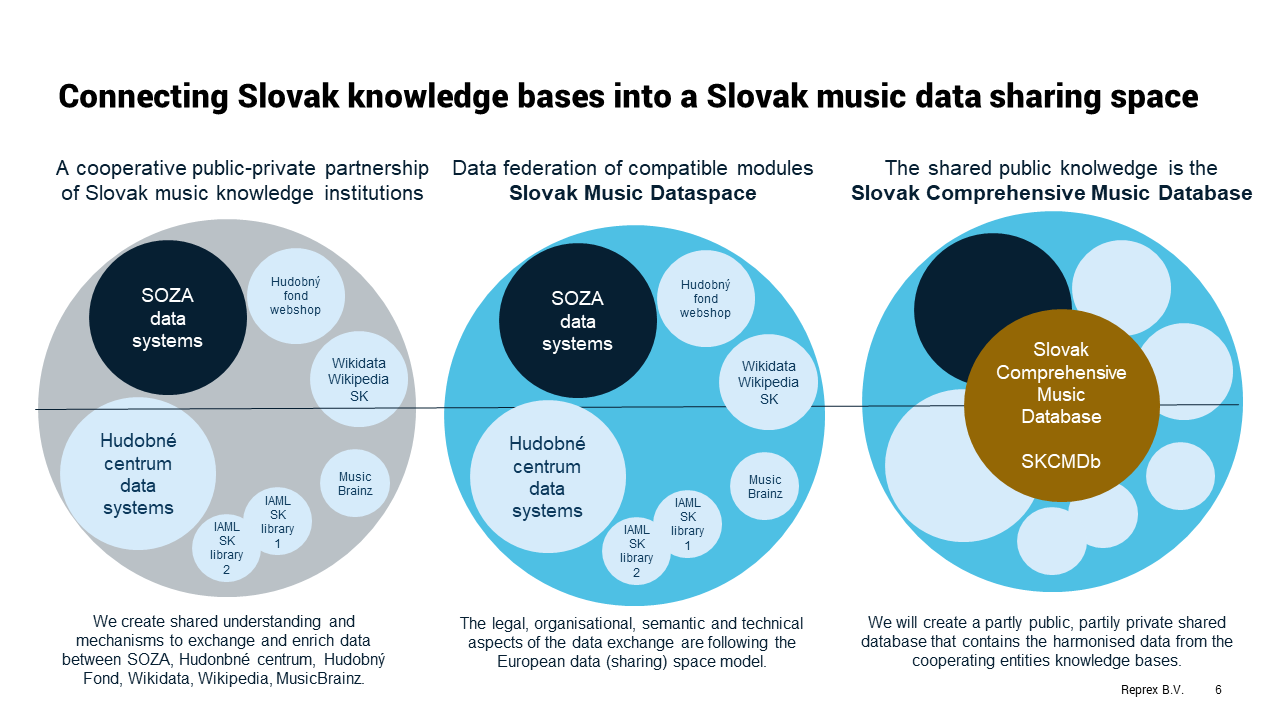 Connecting Slovak knowledge bases into a Slovak music data sharing space
A cooperative public-private partnership
of Slovak music knowledge institutions
SOZA
data
systems
Hudobný
fond
webshop
Wikidata
Wikipedia
SK
Hudobné
centrum
data
systems
Music
Brainz
IAML
SK
library
1
IAML
SK
library
2
We create shared understanding and
mechanisms to exchange and enrich data
between SOZA, Hudonbné centrum, Hudobný
Fond, Wikidata, Wikipedia, MusicBrainz.
Data federation of compatible modules
Slovak Music Dataspace
SOZA
data
systems
Hudobný
fond
webshop
Wikidata
Wikipedia
SK
Hudobné
centrum
data
systems
Music
Brainz
IAML
SK
library
1
IAML
SK
library
2
The legal, organisational, semantic and technical
aspects of the data exchange are following the
European data (sharing) space model.
The shared public knolwedge is the
Slovak Comprehensive Music Database
Slovak
Comprehensive
Music
Database
SKCMDb
We will create a partly public, partily private shared
database that contains the harmonised data from the
cooperating entities knowledge bases.
Reprex B.V.
6